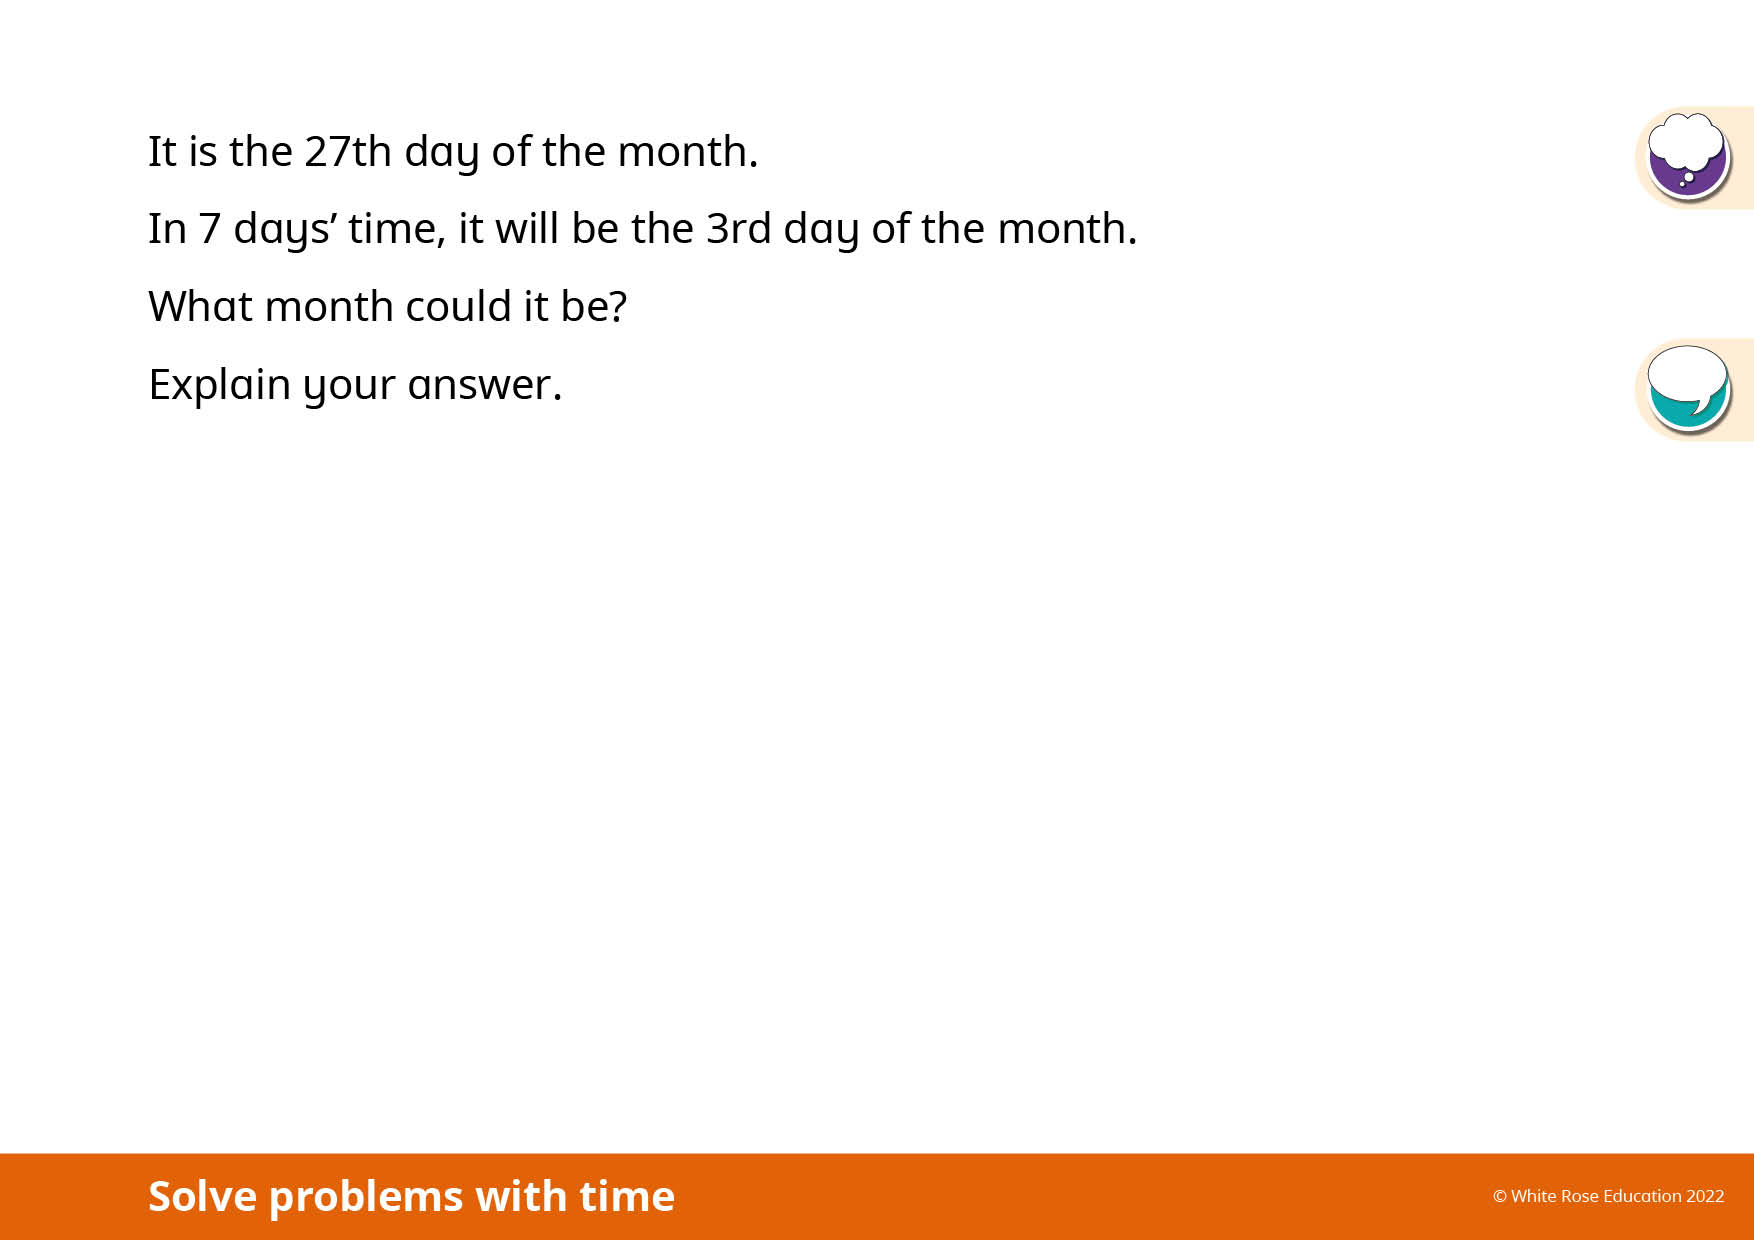 It is the 27th day of the month.
In 7 days’ time, it will be the 3rd day of the month.
What month could it be?
Explain your answer.
Solve problems with time
© White Rose Education 2022